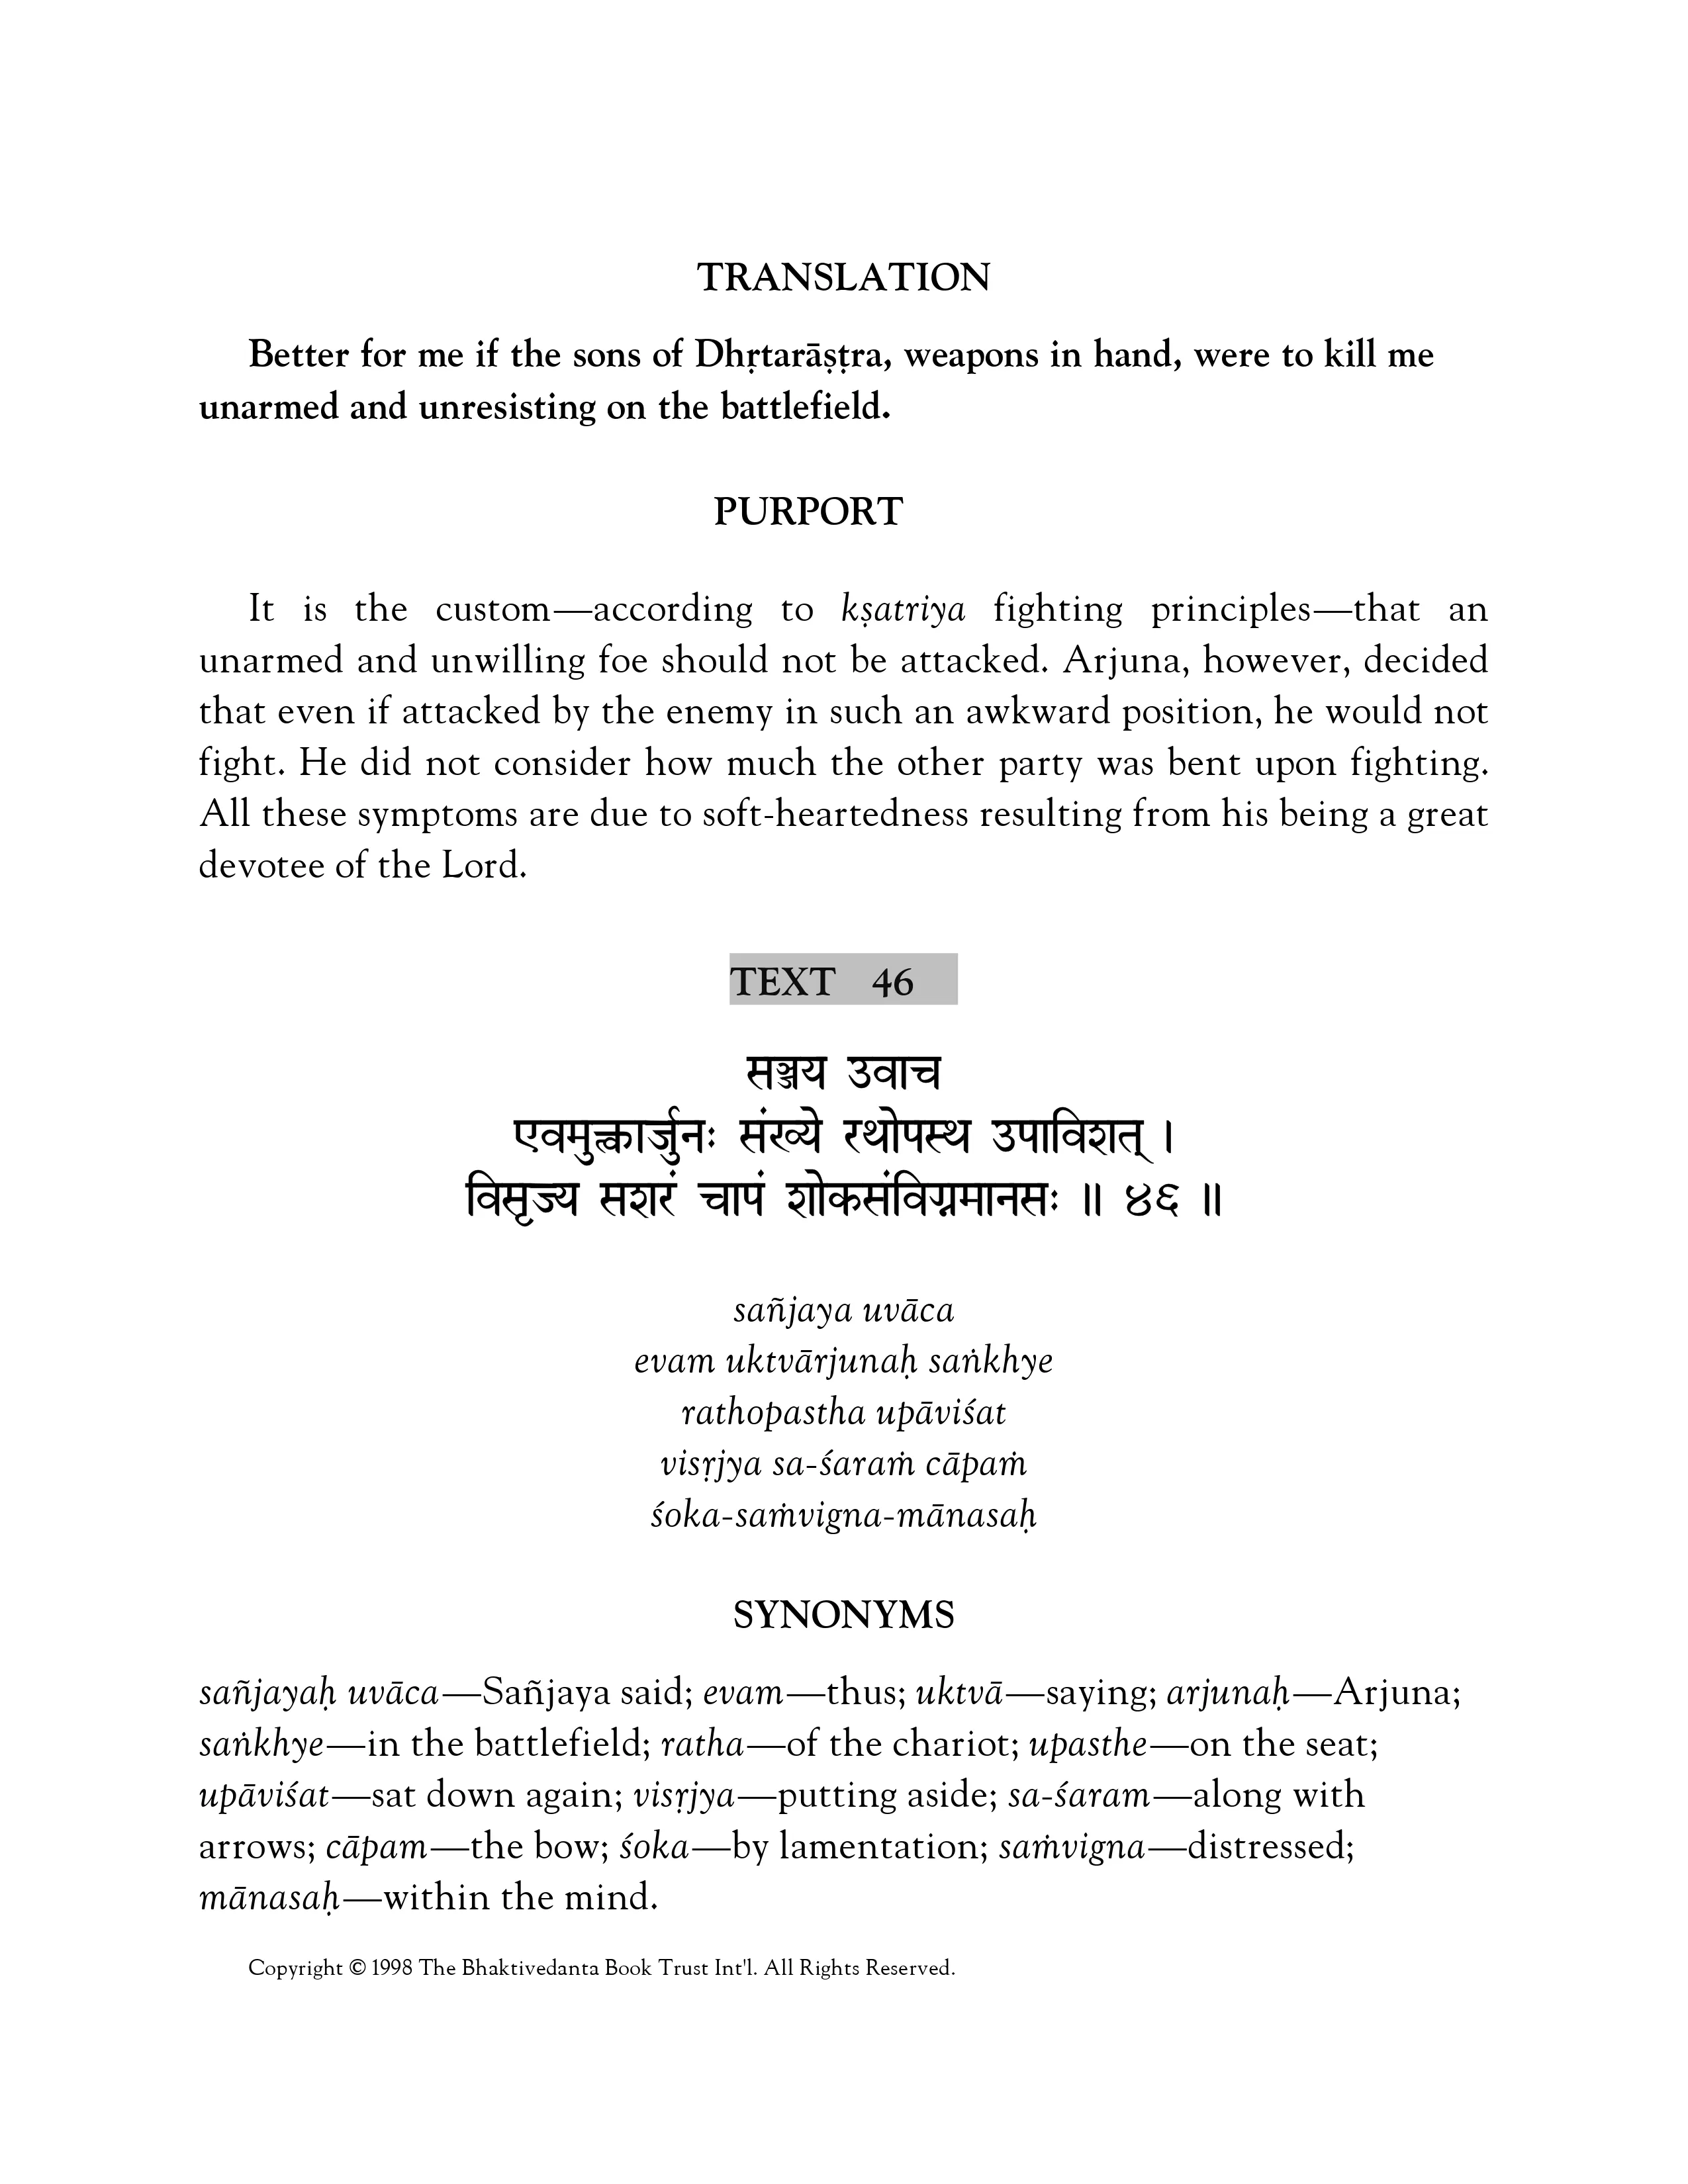 TRANSLATION
Better for me if the sons of Dhṛtarāṣṭra, weapons in hand, were to kill me
unarmed and unresisting on the battlefield.
PURPORT
It is the custom—according to kṣatriya fighting principles—that an
unarmed and unwilling foe should not be attacked. Arjuna, however, decided
that even if attacked by the enemy in such an awkward position, he would not
fight. He did not consider how much the other party was bent upon fighting.
All these symptoms are due to soft-heartedness resulting from his being a great
devotee of the Lord.
TEXT 46
सञ्जय उवाच
एवमुक्त्वार्जुनः संख्ये रथोपस्थ उपाविशत् ।
विसृज्य सशरं चापं शोकसंविग्नमानसः ॥ ४६ ॥
sañjaya uvāca
evam uktvārjunaḥ saṅkhye
rathopastha upāviśat
visṛjya sa-śaraṁ cāpaṁ
śoka-saṁvigna-mānasaḥ
SYNONYMS
sañjayaḥ uvāca—Sañjaya said; evam—thus; uktvā—saying; arjunaḥ—Arjuna;
saṅkhye—in the battlefield; ratha—of the chariot; upasthe—on the seat;
upāviśat—sat down again; visṛjya—putting aside; sa-śaram—along with
arrows; cāpam—the bow; śoka—by lamentation; saṁvigna—distressed;
mānasaḥ—within the mind.
Copyright © 1998 The Bhaktivedanta Book Trust Int'l. All Rights Reserved.